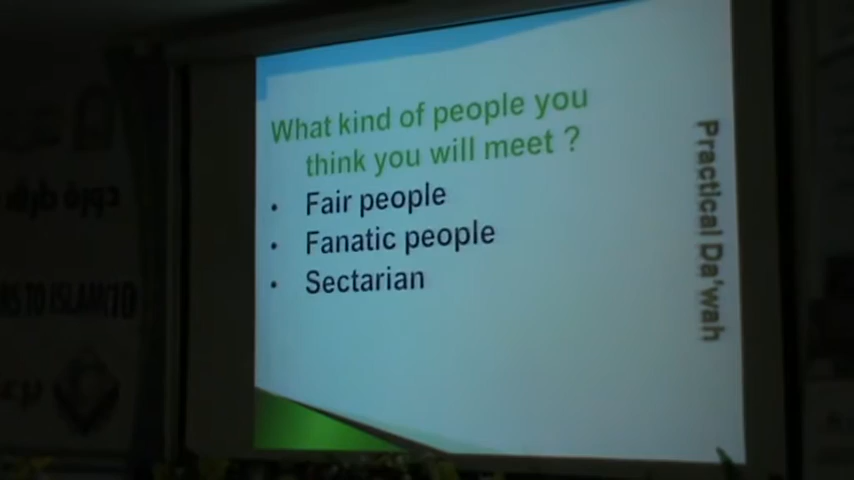 What kind of people you
think you will meet ?
• Fair people
• Fanatic people
• Sectarian
Practical Da'wah